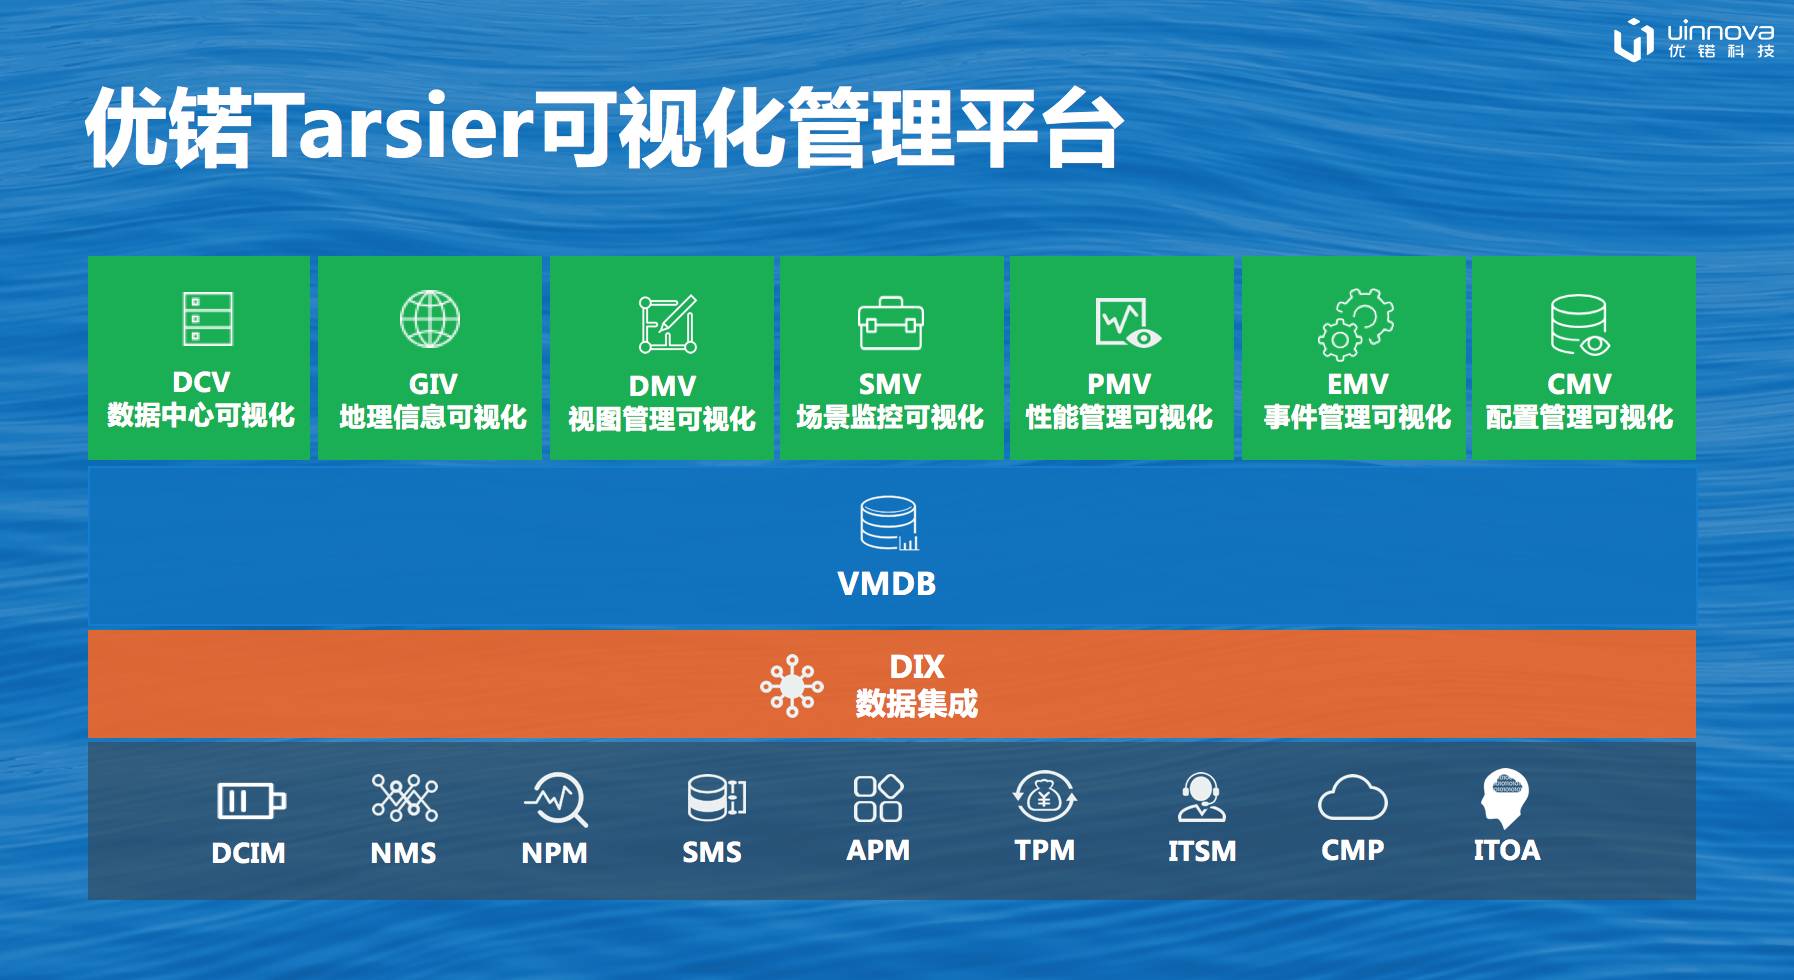 uinnova
优锘科技
优锘Tarsier可视化管理平台
DCV
数据中心可视化
GIV
地理信息可视化
DMV
视图管理可视化
SMV
场景监控可视化
PMV
性能管理可视化
EMV
事件管理可视化
CMV
配置管理可视化
VMDB
DIX
数据集成
DCIM
NMS
NPM
SMS
APM
TPM
ITSM
CMP
ITOA